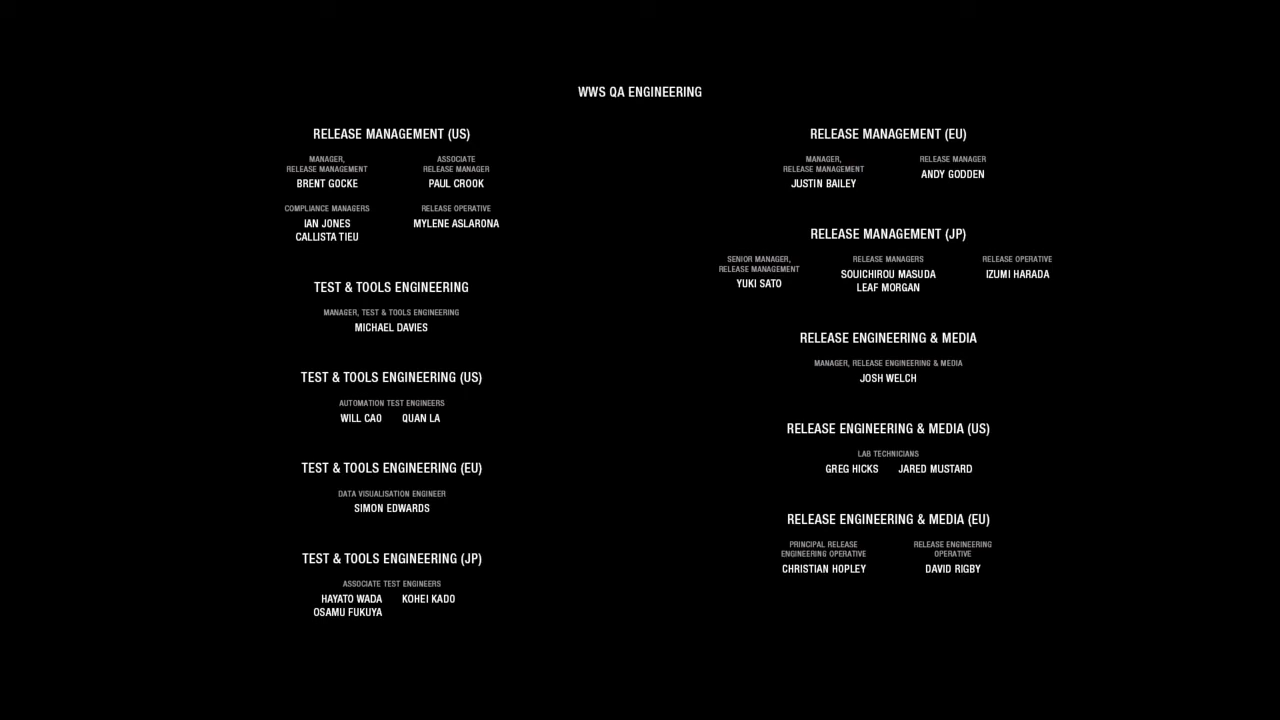 WWS QA ENGINEERING
RELEASE MANAGEMENT (US)
MANAGER,
RELEASE MANAGEMENT
BRENT GOCKE
ASSOCIATE
RELEASE MANAGER
PAUL CROOK
COMPLIANCE MANAGERS
IAN JONES
CALLISTA TIEU
RELEASE OPERATIVE
MYLENE ASLARONA
TEST & TOOLS ENGINEERING
MANAGER, TEST & TOOLS ENGINEERING
MICHAEL DAVIES
TEST & TOOLS ENGINEERING (US)
AUTOMATION TEST ENGINEERS
WILL CAO QUAN LA
TEST & TOOLS ENGINEERING (EU)
DATA VISUALISATION ENGINEER
SIMON EDWARDS
TEST & TOOLS ENGINEERING (JP)
ASSOCIATE TEST ENGINEERS
HAYATO WADA KOHEI KADO
OSAMU FUKUYA
RELEASE MANAGEMENT (EU)
MANAGER,
RELEASE MANAGEMENT
JUSTIN BAILEY
RELEASE MANAGER
ANDY GODDEN
RELEASE MANAGEMENT (JP)
SENIOR MANAGER,
RELEASE MANAGEMENT
YUKI SATO
RELEASE MANAGERS
SOUICHIROU MASUDA
LEAF MORGAN
RELEASE OPERATIVE
IZUMI HARADA
RELEASE ENGINEERING & MEDIA
MANAGER, RELEASE ENGINEERING & MEDIA
JOSH WELCH
RELEASE ENGINEERING & MEDIA (US)
LAB TECHNICIANS
GREG HICKS JARED MUSTARD
RELEASE ENGINEERING & MEDIA (EU)
PRINCIPAL RELEASE
ENGINEERING OPERATIVE
CHRISTIAN HOPLEY
RELEASE ENGINEERING
OPERATIVE
DAVID RIGBY